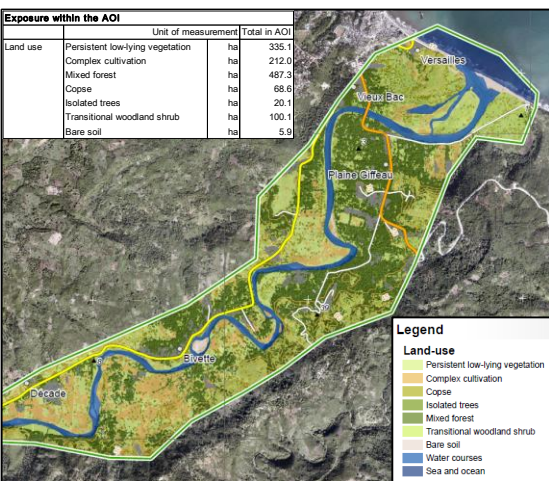 Exposure within the AOI
Unit of measurement Total in AOI
Land use Persistent low-lying vegetation ha 335.1
Complex cultivation ha 212.0
Mixed forest ha 487.3
Copse ha 68.6
Isolated trees ha 20.1
Transitional woodland shrub ha 100.1
Bare soil ha 5.9
Versailles
Vieux Bac
Plaine Giffeau
Bivette
Décade
Legend
Land-use
Persistent low-lying vegetation
Complex cultivation
Copse
Isolated trees
Mixed forest
Transitional woodland shrub
Bare soil
Water courses
Sea and ocean